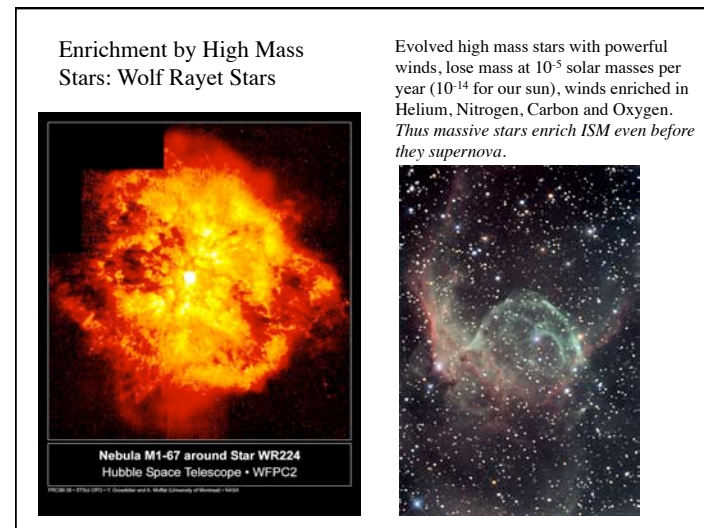 Enrichment by High Mass
Stars: Wolf Rayet Stars
Evolved high mass stars with powerful
winds, lose mass at 10-5 solar masses per
year (10-14 for our sun), winds enriched in
Helium, Nitrogen, Carbon and Oxygen.
Thus massive stars enrich ISM even before
they supernova.
Nebula M1-67 around Star WR224
Hubble Space Telescope • WFPC2